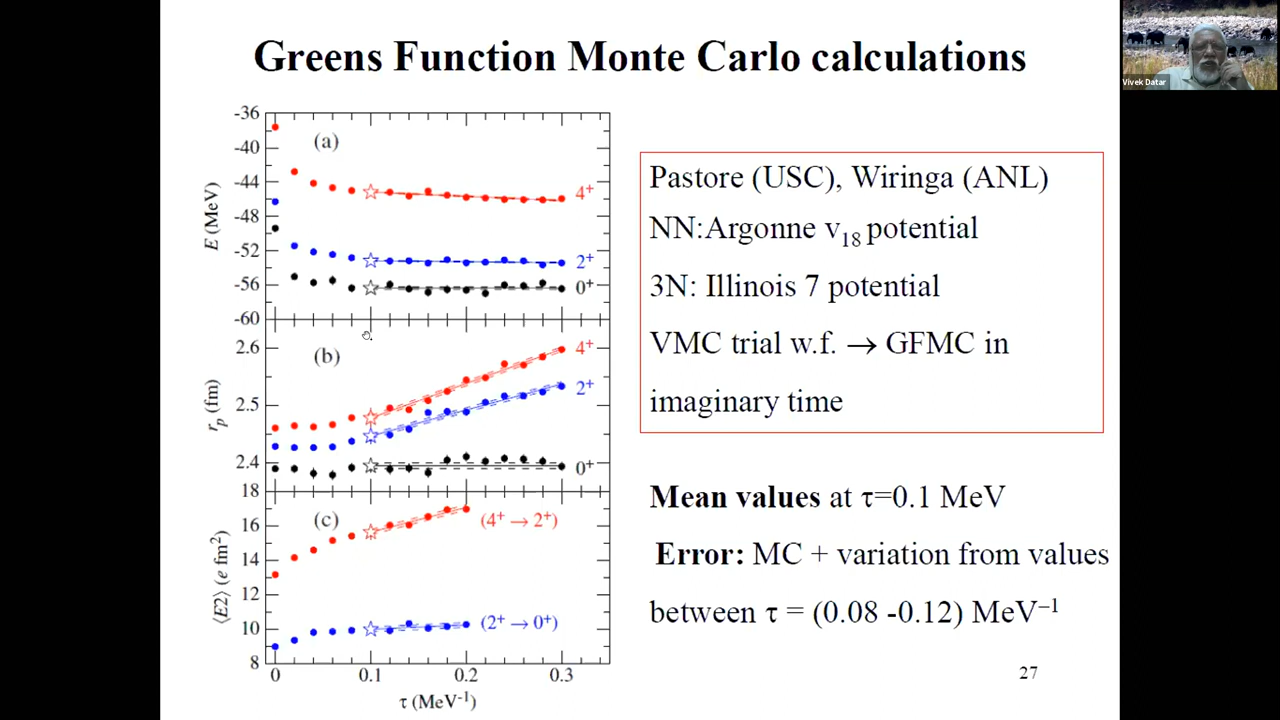 Greens Function Monte Carlo calculations
Vivek Datar
-36
-40
-44
-48
-52
-56
-60
E (MeV)
(a)
4⁺
2⁺
0⁺
2.6
2.5
2.4
rₚ (fm)
(b)
4⁺
2⁺
0⁺
18
16
14
12
10
8
⟨E2⟩ (e fm²)
(c)
(4⁺ → 2⁺)
(2⁺ → 0⁺)
0 0.1 0.2 0.3
τ (MeV⁻¹)
Pastore (USC), Wiringa (ANL)
NN:Argonne v₁₈ potential
3N: Illinois 7 potential
VMC trial w.f. → GFMC in
imaginary time
Mean values at τ=0.1 MeV
Error: MC + variation from values
between τ = (0.08 -0.12) MeV⁻¹
27